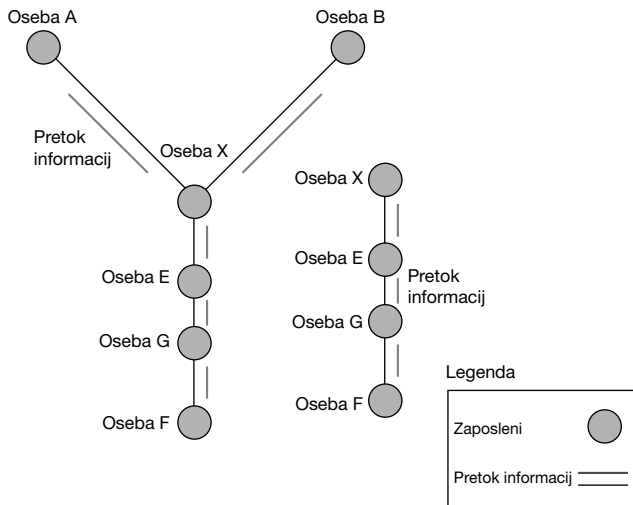 Oseba A
Oseba B
Pretok
informacij
Oseba X
Oseba X
Oseba E
Oseba E
Pretok
informacij
Oseba G
Oseba G
Oseba F
Oseba F
Legenda
Zaposleni
Pretok informacij